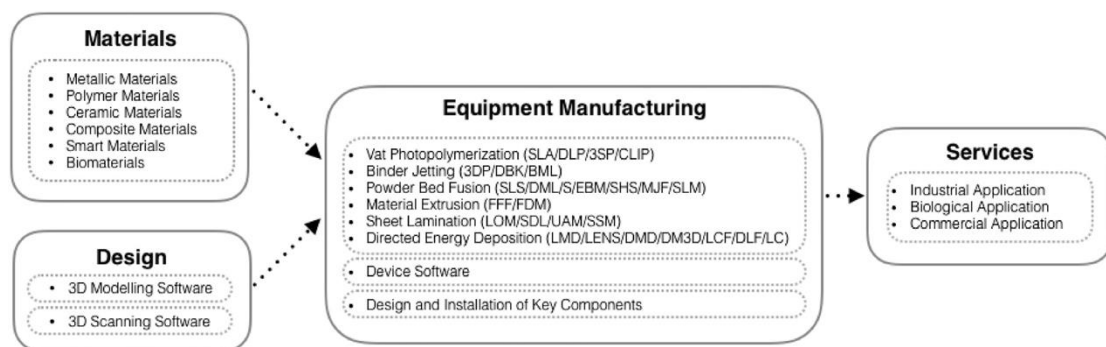 Materials
• Metallic Materials
• Polymer Materials
• Ceramic Materials
• Composite Materials
• Smart Materials
• Biomaterials
Design
• 3D Modelling Software
• 3D Scanning Software
Equipment Manufacturing
• Vat Photopolymerization (SLA/DLP/3SP/CLIP)
• Binder Jetting (3DP/DBK/BML)
• Powder Bed Fusion (SLS/DML/S/EBM/SHS/MJF/SLM)
• Material Extrusion (FFF/FDM)
• Sheet Lamination (LOM/SDL/UAM/SSM)
• Directed Energy Deposition (LMD/LENS/DMD/DM3D/LCF/DLF/LC)
• Device Software
• Design and Installation of Key Components
Services
• Industrial Application
• Biological Application
• Commercial Application